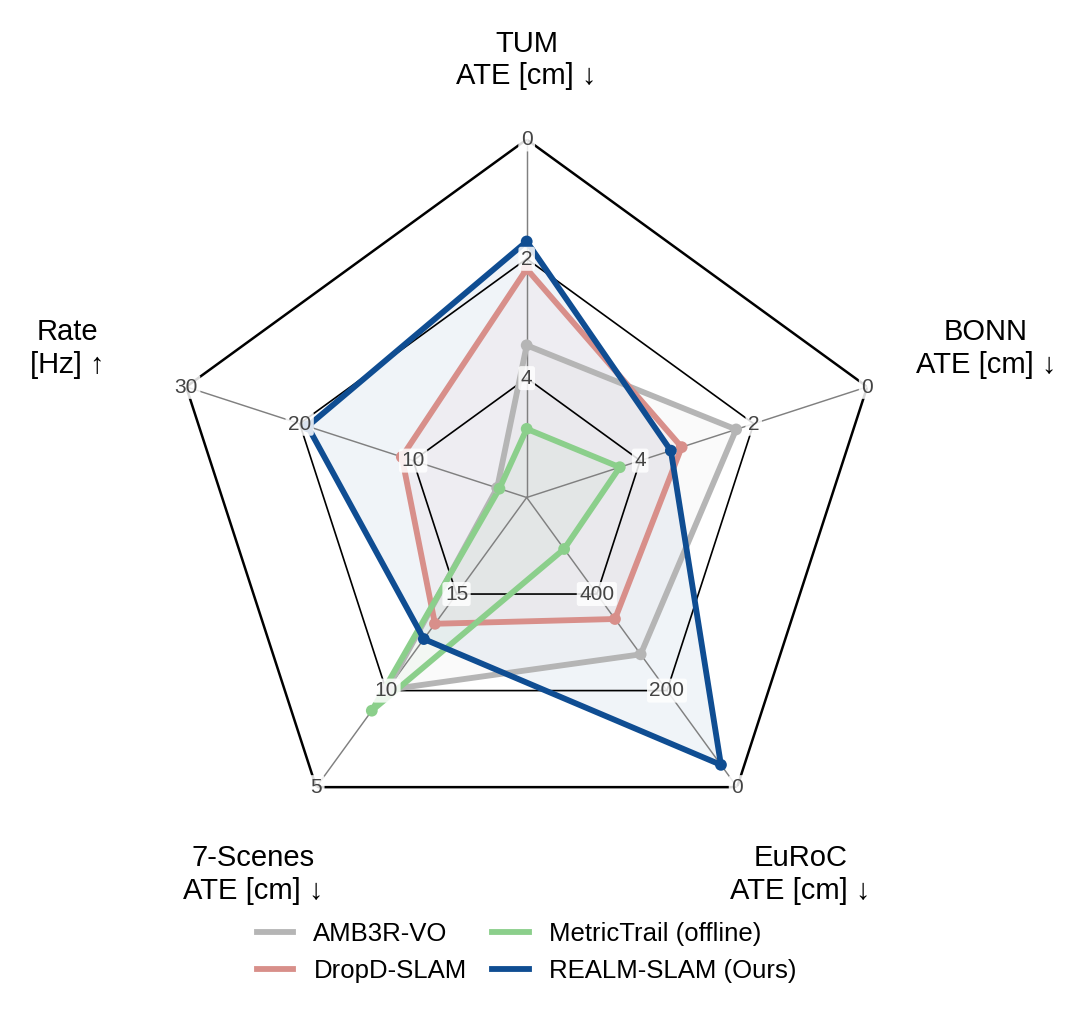 TUM
ATE [cm] ↓
0
Rate
[Hz] ↑
BONN
ATE [cm] ↓
2
30
0
20
2
4
10
4
15
400
10
200
5
0
7-Scenes
ATE [cm] ↓
EuRoC
ATE [cm] ↓
AMB3R-VO
MetricTrail (offline)
DropD-SLAM
REALM-SLAM (Ours)